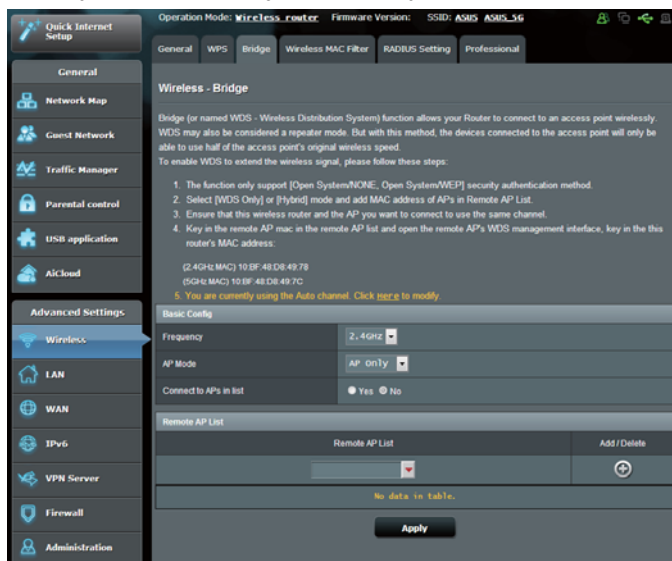 Quick Internet
Setup
Operation Mode: Wireless router Firmware Version: SSID: ASUS ASUS_5G
General WPS Bridge Wireless MAC Filter RADIUS Setting Professional
General
Network Map
Guest Network
Traffic Manager
Parental control
USB application
AiCloud
Advanced Settings
Wireless
LAN
WAN
IPv6
VPN Server
Firewall
Administration
Wireless - Bridge
Bridge (or named WDS - Wireless Distribution System) function allows your Router to connect to an access point wirelessly.
WDS may also be considered a repeater mode. But with this method, the devices connected to the access point will only be
able to use half of the access point's original wireless speed.
To enable WDS to extend the wireless signal, please follow these steps:
1. The function only support [Open System/NONE, Open System/WEP] security authentication method.
2. Select [WDS Only] or [Hybrid] mode and add MAC address of APs in Remote AP List.
3. Ensure that this wireless router and the AP you want to connect to use the same channel.
4. Key in the remote AP mac in the remote AP list and open the remote AP's WDS management interface, key in the this
router's MAC address:
(2.4GHz MAC) 10:BF:48:D8:49:78
(5GHz MAC) 10:BF:48:D8:49:7C
5. You are currently using the Auto channel. Click here to modify.
Basic Config
Frequency 2.4GHz
AP Mode AP Only
Connect to APs in list Yes No
Remote AP List
Remote AP List Add / Delete
No data in table.
Apply